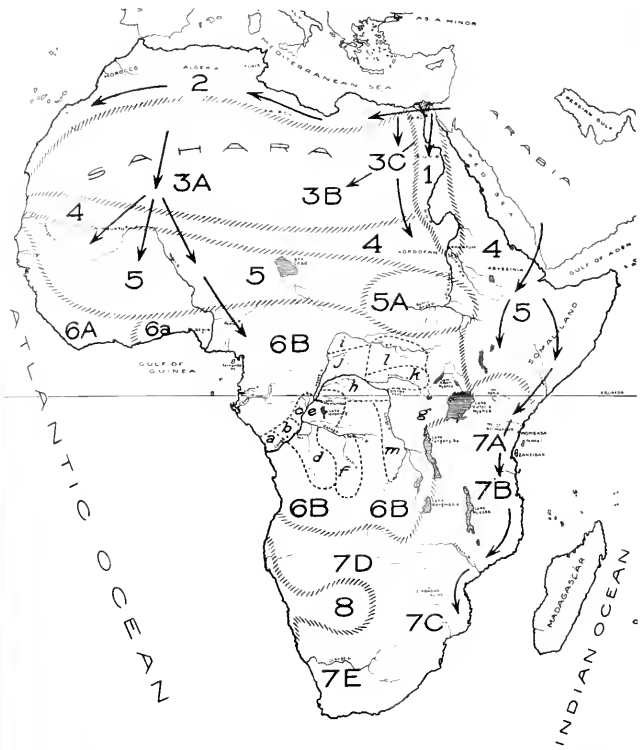 AS A MINOR
MEDITERRANEAN SEA
MOROCCO
ALGERIA
TUNIS
2
PERSIAN GULF
ARABIA
SAHARA
3C
1
RED SEA
3A
3B
4
4
4
KORDOFAN
GULF OF ADEN
ABYSSINIA
5
5
5A
5
SOMALILAND
6A
6a
6B
GULF OF
GUINEA
i
j
l
k
h
e
g
c
b
a
d
f
m
7A
MOMBASA
ZANZIBAR
7B
6B
6B
7D
8
7C
7E
MADAGASCAR
ATLANTIC OCEAN
INDIAN OCEAN